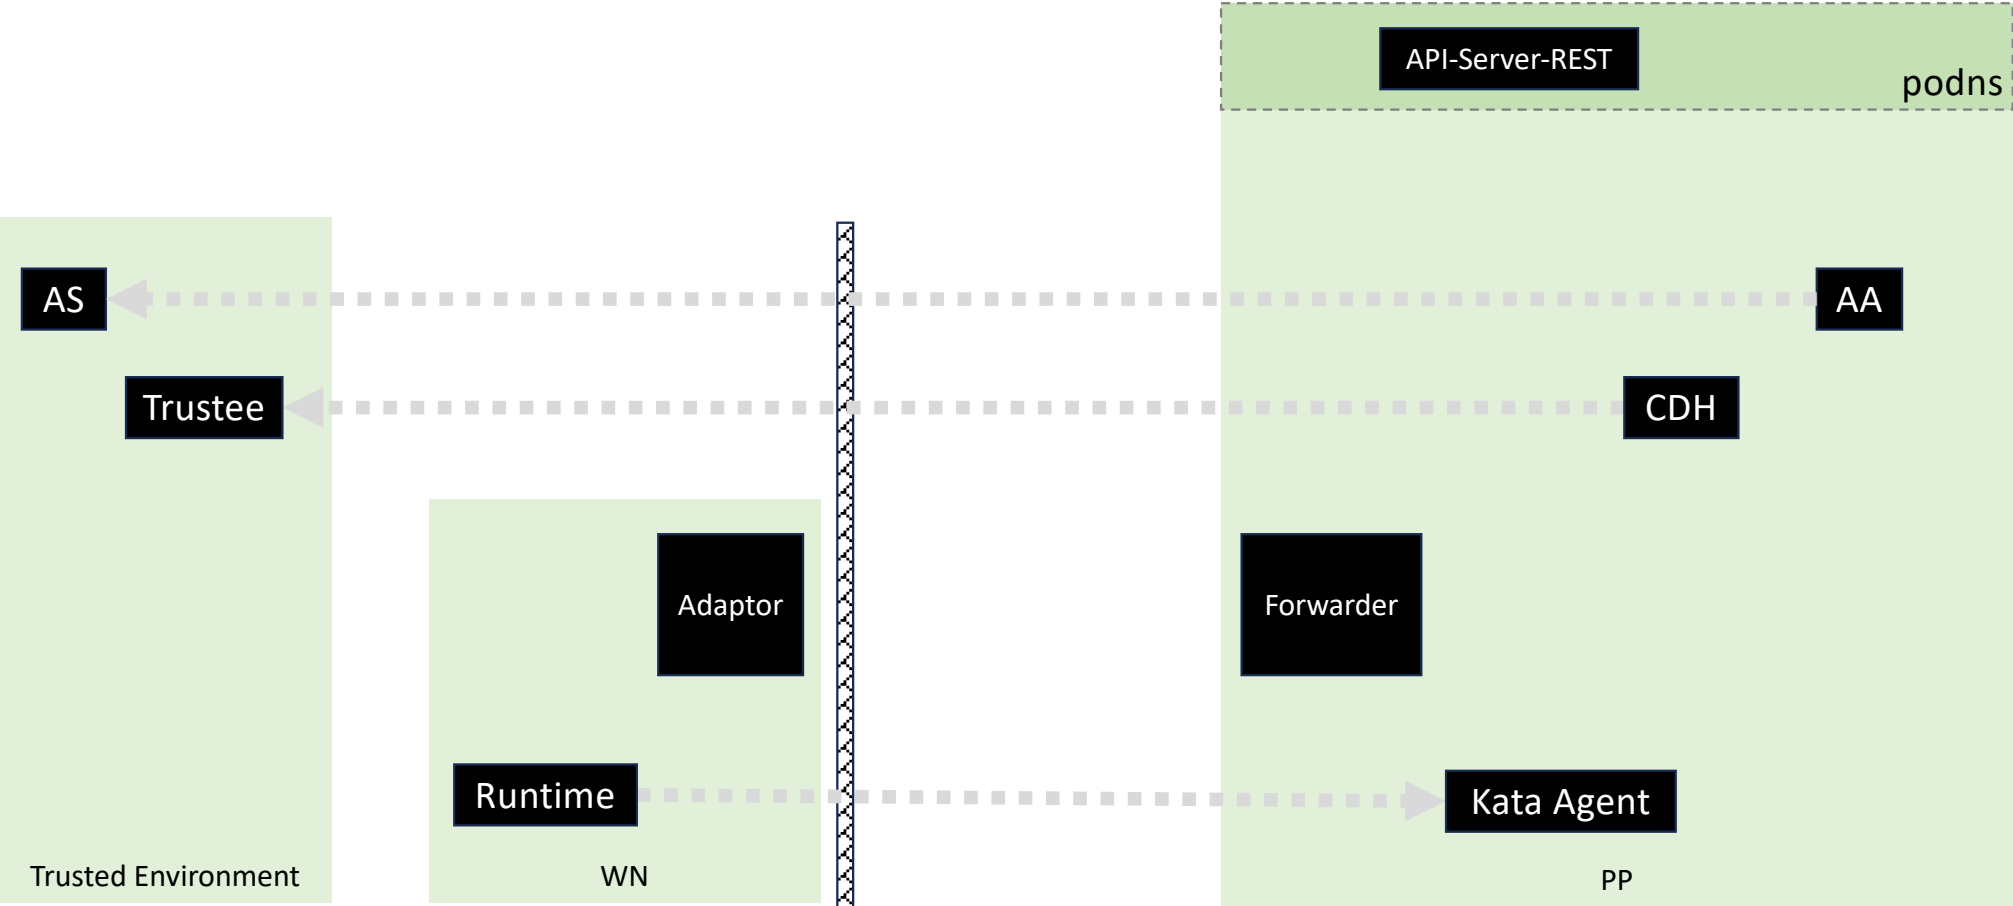 API-Server-REST
podns
AS
AA
Trustee
CDH
Adaptor
Forwarder
Runtime
Kata Agent
Trusted Environment
WN
PP